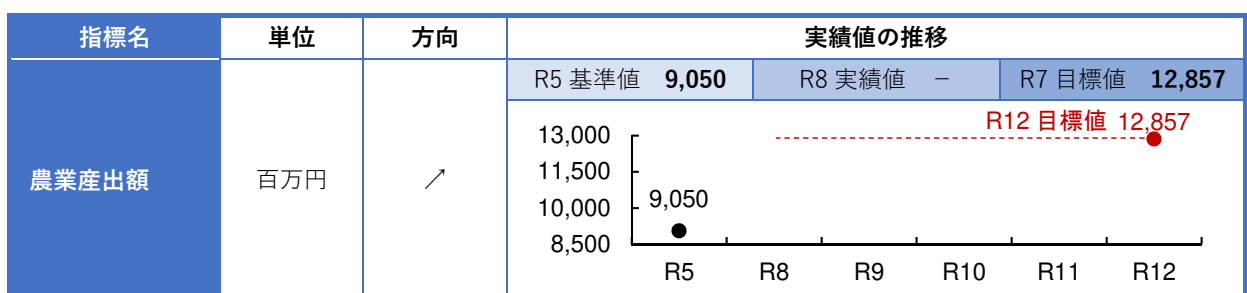 指標名 単位 方向 実績値の推移
R5 基準値 9,050 R8 実績値 － R7 目標値 12,857
農業産出額 百万円 ↗
R12 目標値 12,857
13,000
11,500
10,000
8,500
9,050
R5 R8 R9 R10 R11 R12